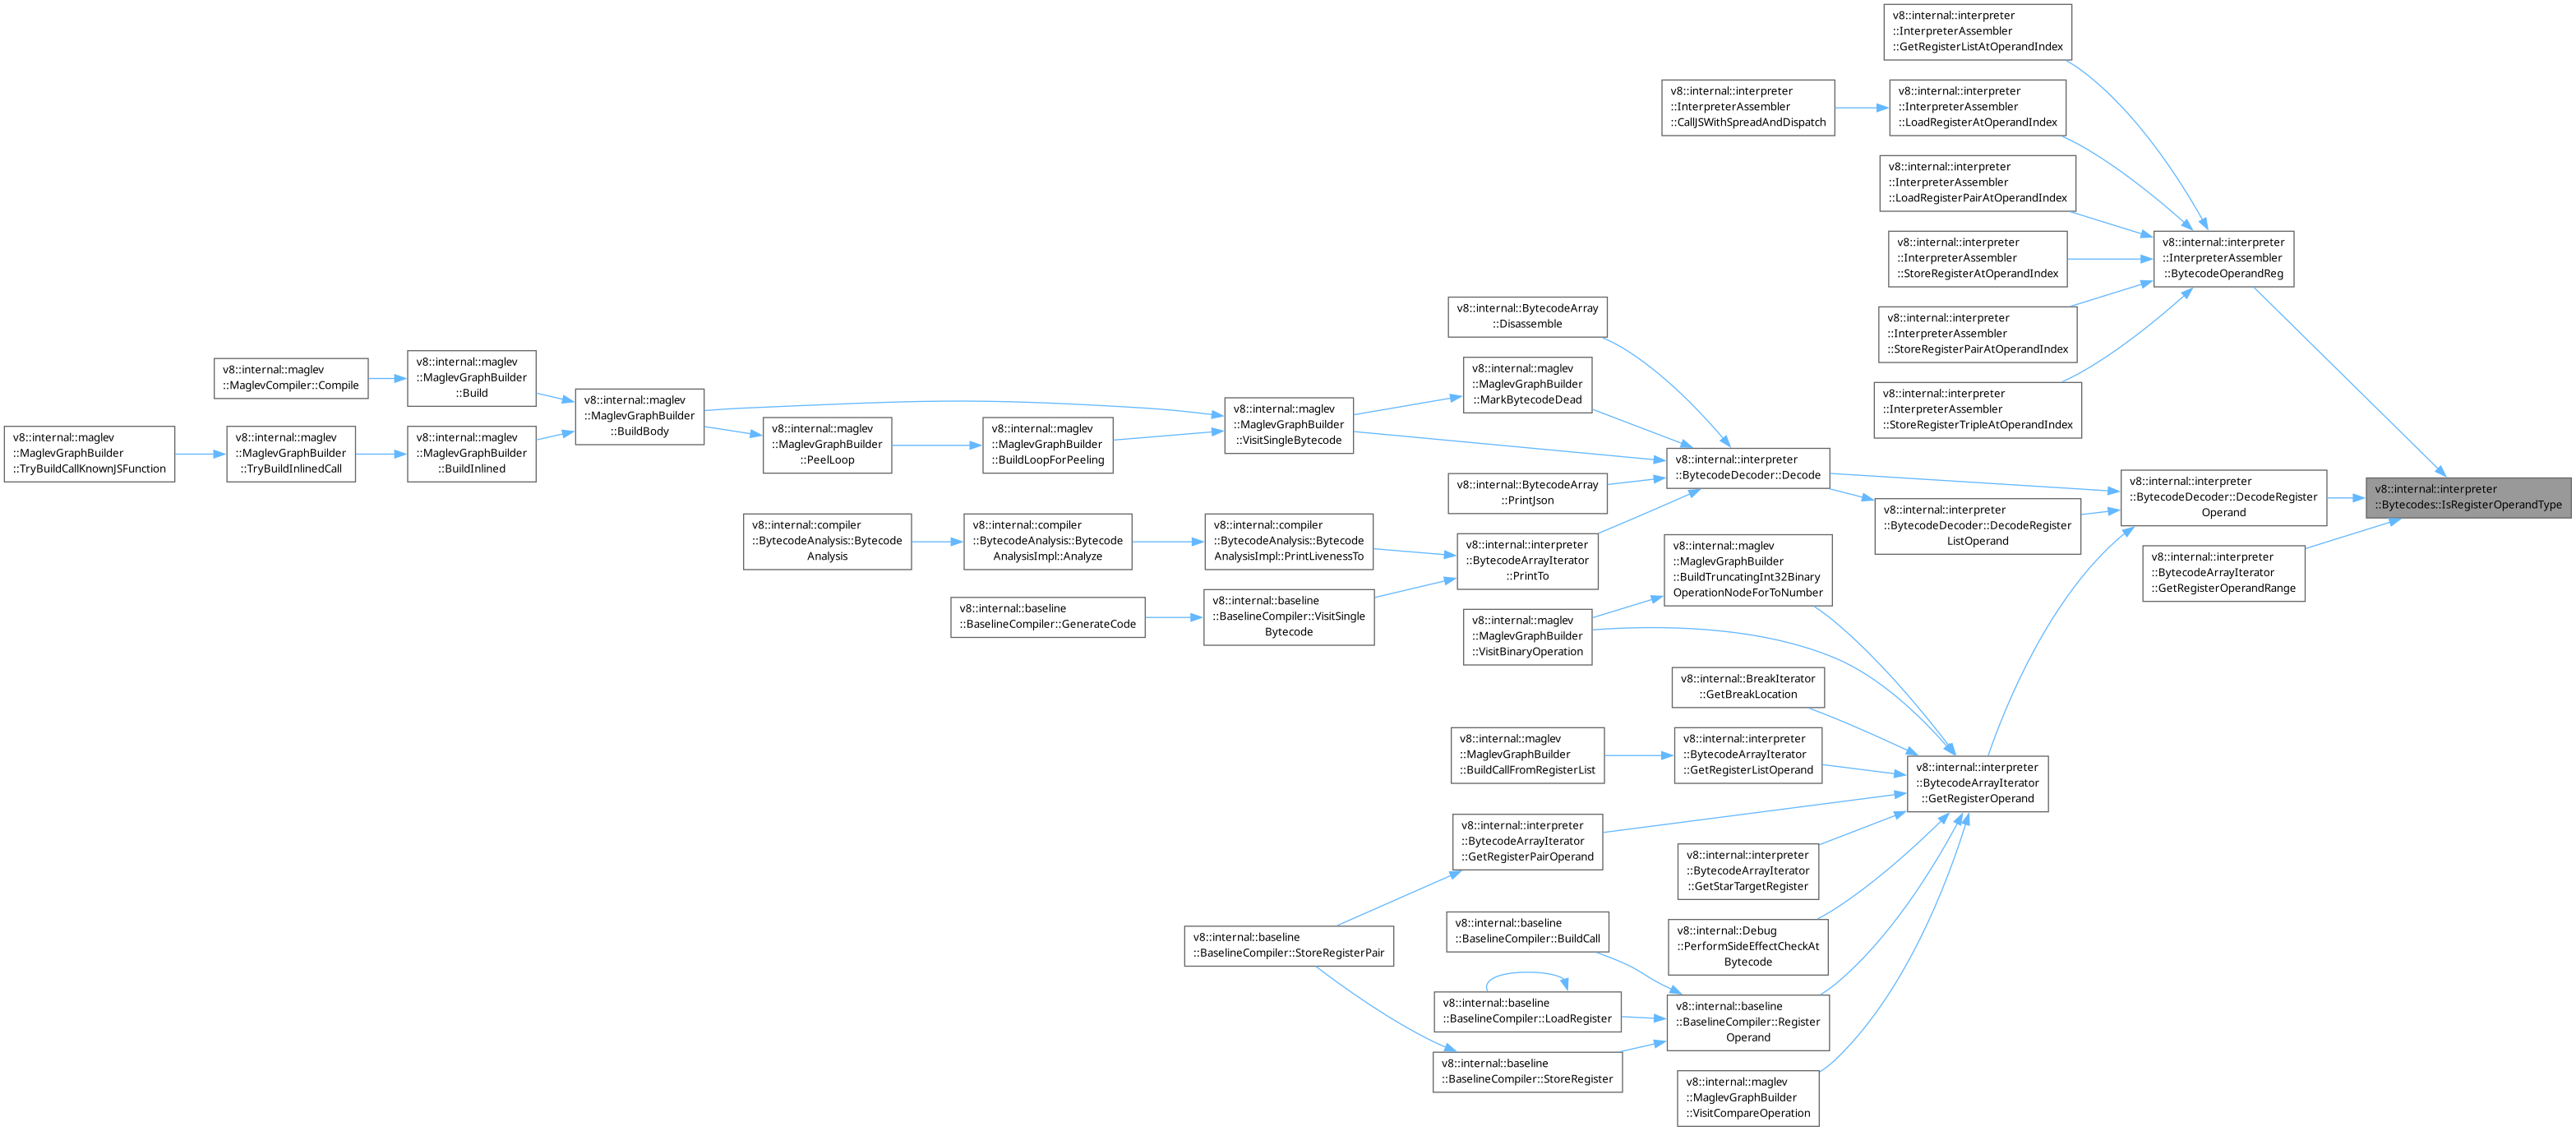 v8::internal::interpreter
::InterpreterAssembler
::GetRegisterListAtOperandIndex
v8::internal::interpreter
::InterpreterAssembler
::CallJSWithSpreadAndDispatch
v8::internal::interpreter
::InterpreterAssembler
::LoadRegisterAtOperandIndex
v8::internal::interpreter
::InterpreterAssembler
::LoadRegisterPairAtOperandIndex
v8::internal::interpreter
::InterpreterAssembler
::StoreRegisterAtOperandIndex
v8::internal::interpreter
::InterpreterAssembler
::BytecodeOperandReg
v8::internal::interpreter
::InterpreterAssembler
::StoreRegisterPairAtOperandIndex
v8::internal::interpreter
::InterpreterAssembler
::StoreRegisterTripleAtOperandIndex
v8::internal::BytecodeArray
::Disassemble
v8::internal::maglev
::MaglevCompiler::Compile
v8::internal::maglev
::MaglevGraphBuilder
::Build
v8::internal::maglev
::MaglevGraphBuilder
::BuildBody
v8::internal::maglev
::MaglevGraphBuilder
::MarkBytecodeDead
v8::internal::maglev
::MaglevGraphBuilder
::TryBuildCallKnownJSFunction
v8::internal::maglev
::MaglevGraphBuilder
::TryBuildInlinedCall
v8::internal::maglev
::MaglevGraphBuilder
::BuildInlined
v8::internal::maglev
::MaglevGraphBuilder
::PeelLoop
v8::internal::maglev
::MaglevGraphBuilder
::BuildLoopForPeeling
v8::internal::maglev
::MaglevGraphBuilder
::VisitSingleBytecode
v8::internal::interpreter
::BytecodeDecoder::Decode
v8::internal::BytecodeArray
::PrintJson
v8::internal::interpreter
::BytecodeDecoder::DecodeRegister
Operand
v8::internal::interpreter
::Bytecodes::IsRegisterOperandType
v8::internal::interpreter
::BytecodeDecoder::DecodeRegister
ListOperand
v8::internal::interpreter
::BytecodeArrayIterator
::GetRegisterOperandRange
v8::internal::compiler
::BytecodeAnalysis::Bytecode
Analysis
v8::internal::compiler
::BytecodeAnalysis::Bytecode
AnalysisImpl::Analyze
v8::internal::compiler
::BytecodeAnalysis::Bytecode
AnalysisImpl::PrintLivenessTo
v8::internal::interpreter
::BytecodeArrayIterator
::PrintTo
v8::internal::maglev
::MaglevGraphBuilder
::BuildTruncatingInt32Binary
OperationNodeForToNumber
v8::internal::baseline
::BaselineCompiler::GenerateCode
v8::internal::baseline
::BaselineCompiler::VisitSingle
Bytecode
v8::internal::maglev
::MaglevGraphBuilder
::VisitBinaryOperation
v8::internal::BreakIterator
::GetBreakLocation
v8::internal::maglev
::MaglevGraphBuilder
::BuildCallFromRegisterList
v8::internal::interpreter
::BytecodeArrayIterator
::GetRegisterListOperand
v8::internal::interpreter
::BytecodeArrayIterator
::GetRegisterOperand
v8::internal::interpreter
::BytecodeArrayIterator
::GetRegisterPairOperand
v8::internal::interpreter
::BytecodeArrayIterator
::GetStarTargetRegister
v8::internal::baseline
::BaselineCompiler::StoreRegisterPair
v8::internal::baseline
::BaselineCompiler::BuildCall
v8::internal::Debug
::PerformSideEffectCheckAt
Bytecode
v8::internal::baseline
::BaselineCompiler::LoadRegister
v8::internal::baseline
::BaselineCompiler::Register
Operand
v8::internal::baseline
::BaselineCompiler::StoreRegister
v8::internal::maglev
::MaglevGraphBuilder
::VisitCompareOperation